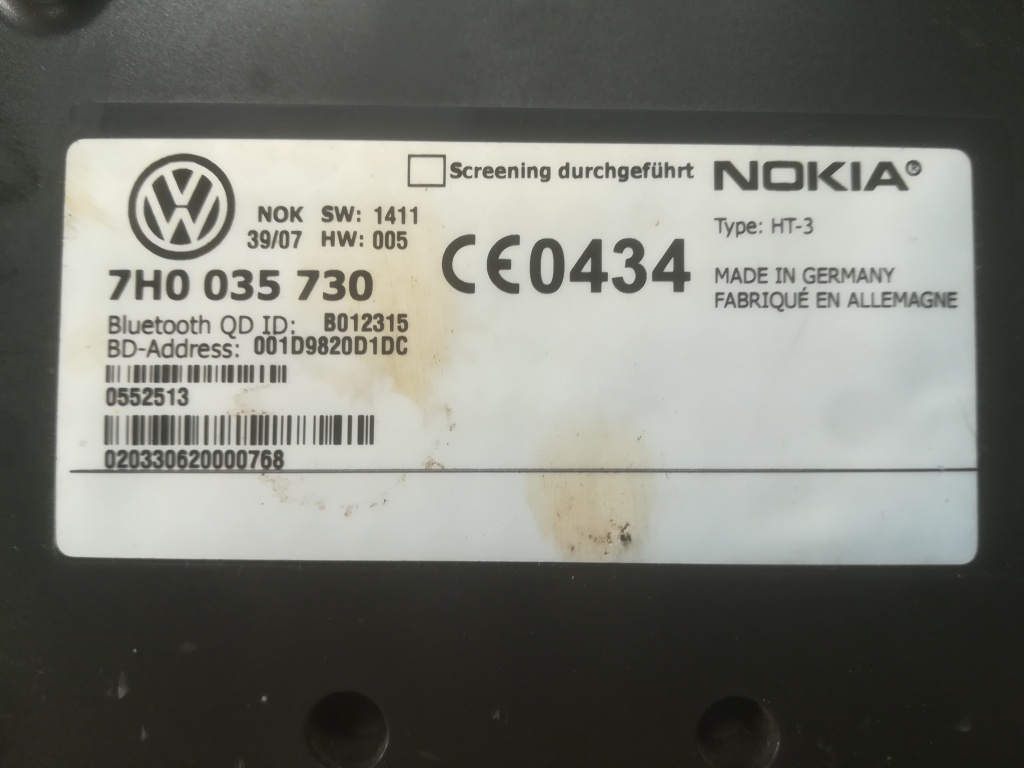 Screening durchgeführt
NOKIA®
Type: HT-3
MADE IN GERMANY
FABRIQUÉ EN ALLEMAGNE
CE0434
VW
NOK SW: 1411
39/07 HW: 005
7H0 035 730
Bluetooth QD ID: B012315
BD-Address: 001D9820D1DC
0552513
020330620000768